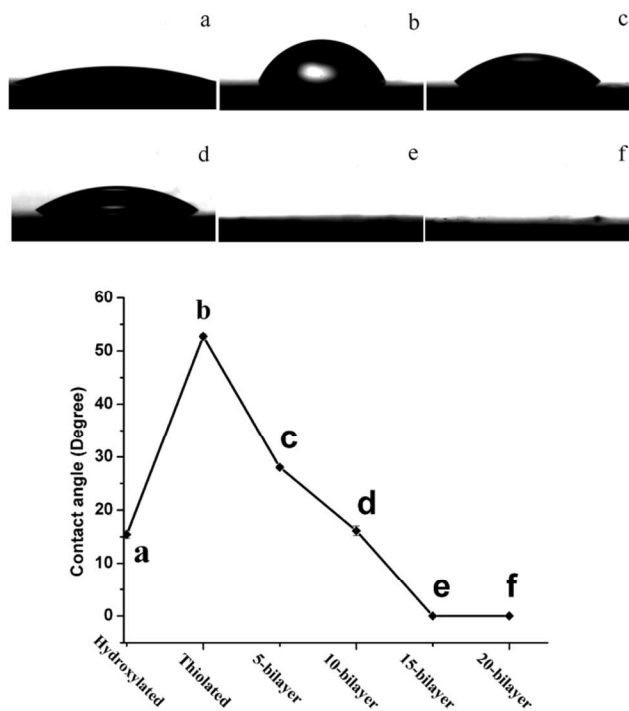 a
b
c
d
e
f
60
50
40
30
20
10
0
Contact angle (Degree)
a
b
c
d
e
f
Hydroxylated
Thiolated
5-bilayer
10-bilayer
15-bilayer
20-bilayer